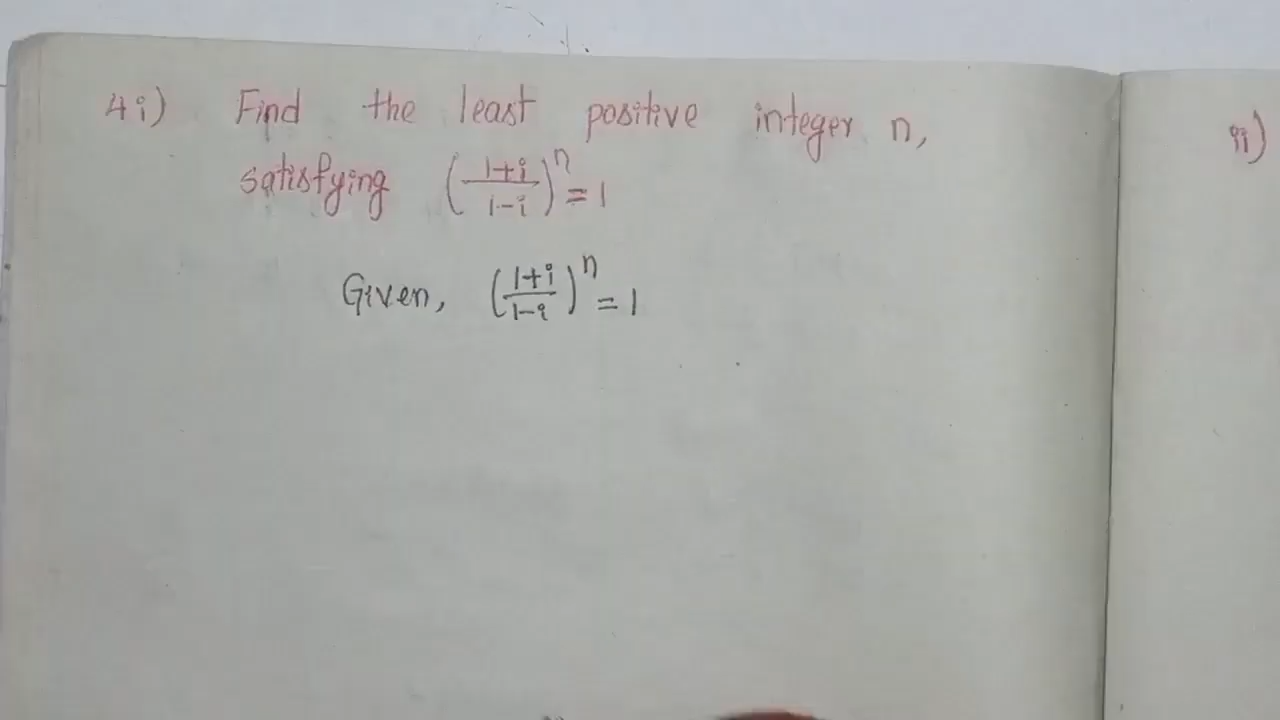 4i) Find the least positive integer n,
satisfying (1+i/1-i)^n = 1
Given, (1+i/1-i)^n = 1
ii)